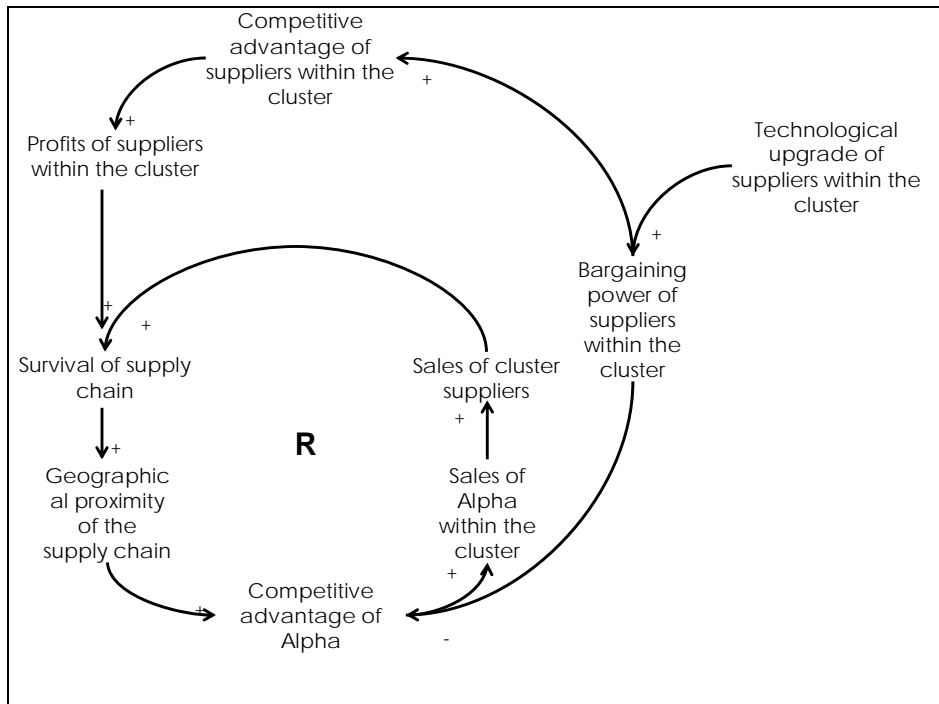 Competitive
advantage of
suppliers within the
cluster
+
+
Profits of suppliers
within the cluster
Technological
upgrade of
suppliers within the
cluster
+
Bargaining
power of
suppliers
within the
cluster
+
+
Survival of supply
chain
Sales of cluster
suppliers
+
R
+
Geographic
al proximity
of the
supply chain
Sales of
Alpha
within the
cluster
+
+
Competitive
advantage of
Alpha
-